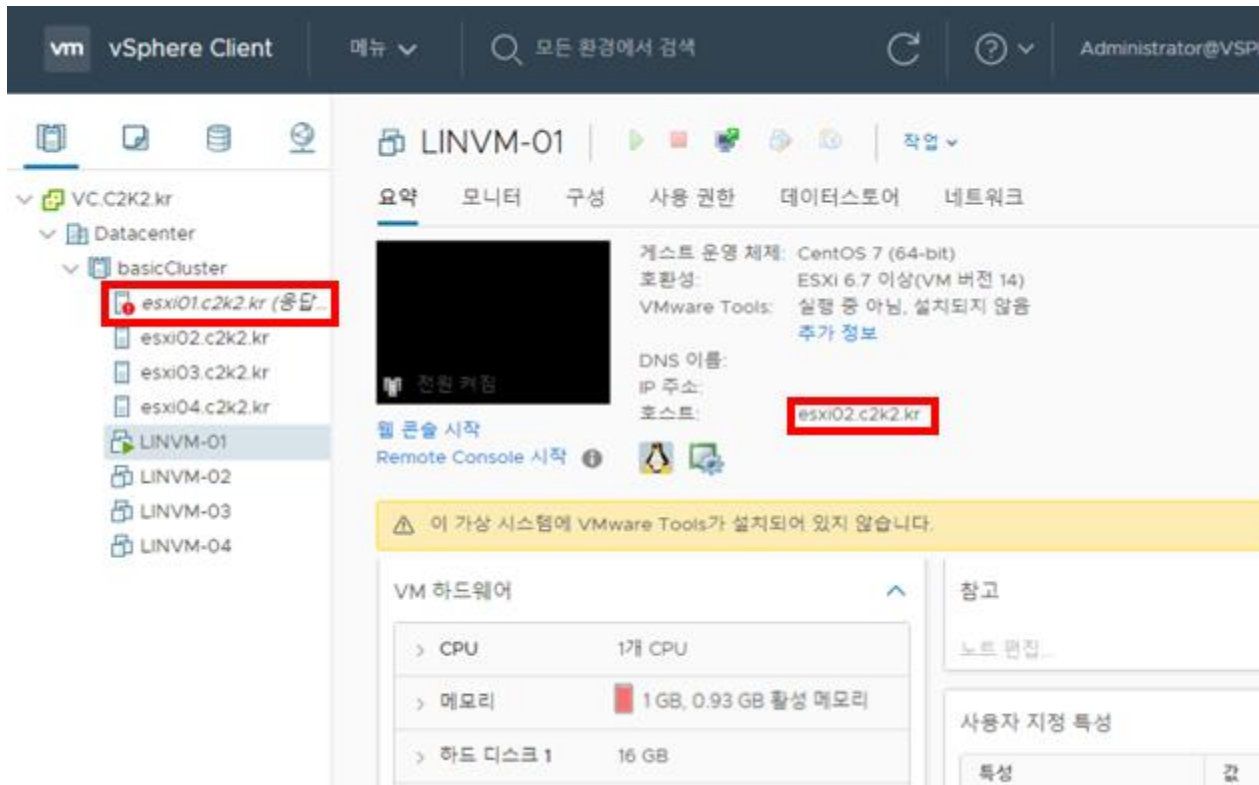 vm vSphere Client 메뉴 모든 환경에서 검색 Administrator@VSP
LINVM-01 작업
요약 모니터 구성 사용 권한 데이터스토어 네트워크
VC.C2K2.kr
Datacenter
basicCluster
esxi01.c2k2.kr (응답...
esxi02.c2k2.kr
esxi03.c2k2.kr
esxi04.c2k2.kr
LINVM-01
LINVM-02
LINVM-03
LINVM-04
전원 켜짐
웹 콘솔 시작
Remote Console 시작
게스트 운영 체제: CentOS 7 (64-bit)
호환성: ESXi 6.7 이상(VM 버전 14)
VMware Tools: 실행 중 아님, 설치되지 않음
추가 정보
DNS 이름:
IP 주소:
호스트: esxi02.c2k2.kr
이 가상 시스템에 VMware Tools가 설치되어 있지 않습니다.
VM 하드웨어
CPU 1개 CPU
메모리 1 GB, 0.93 GB 활성 메모리
하드 디스크 1 16 GB
참고
노트 편집...
사용자 지정 특성
특성 값